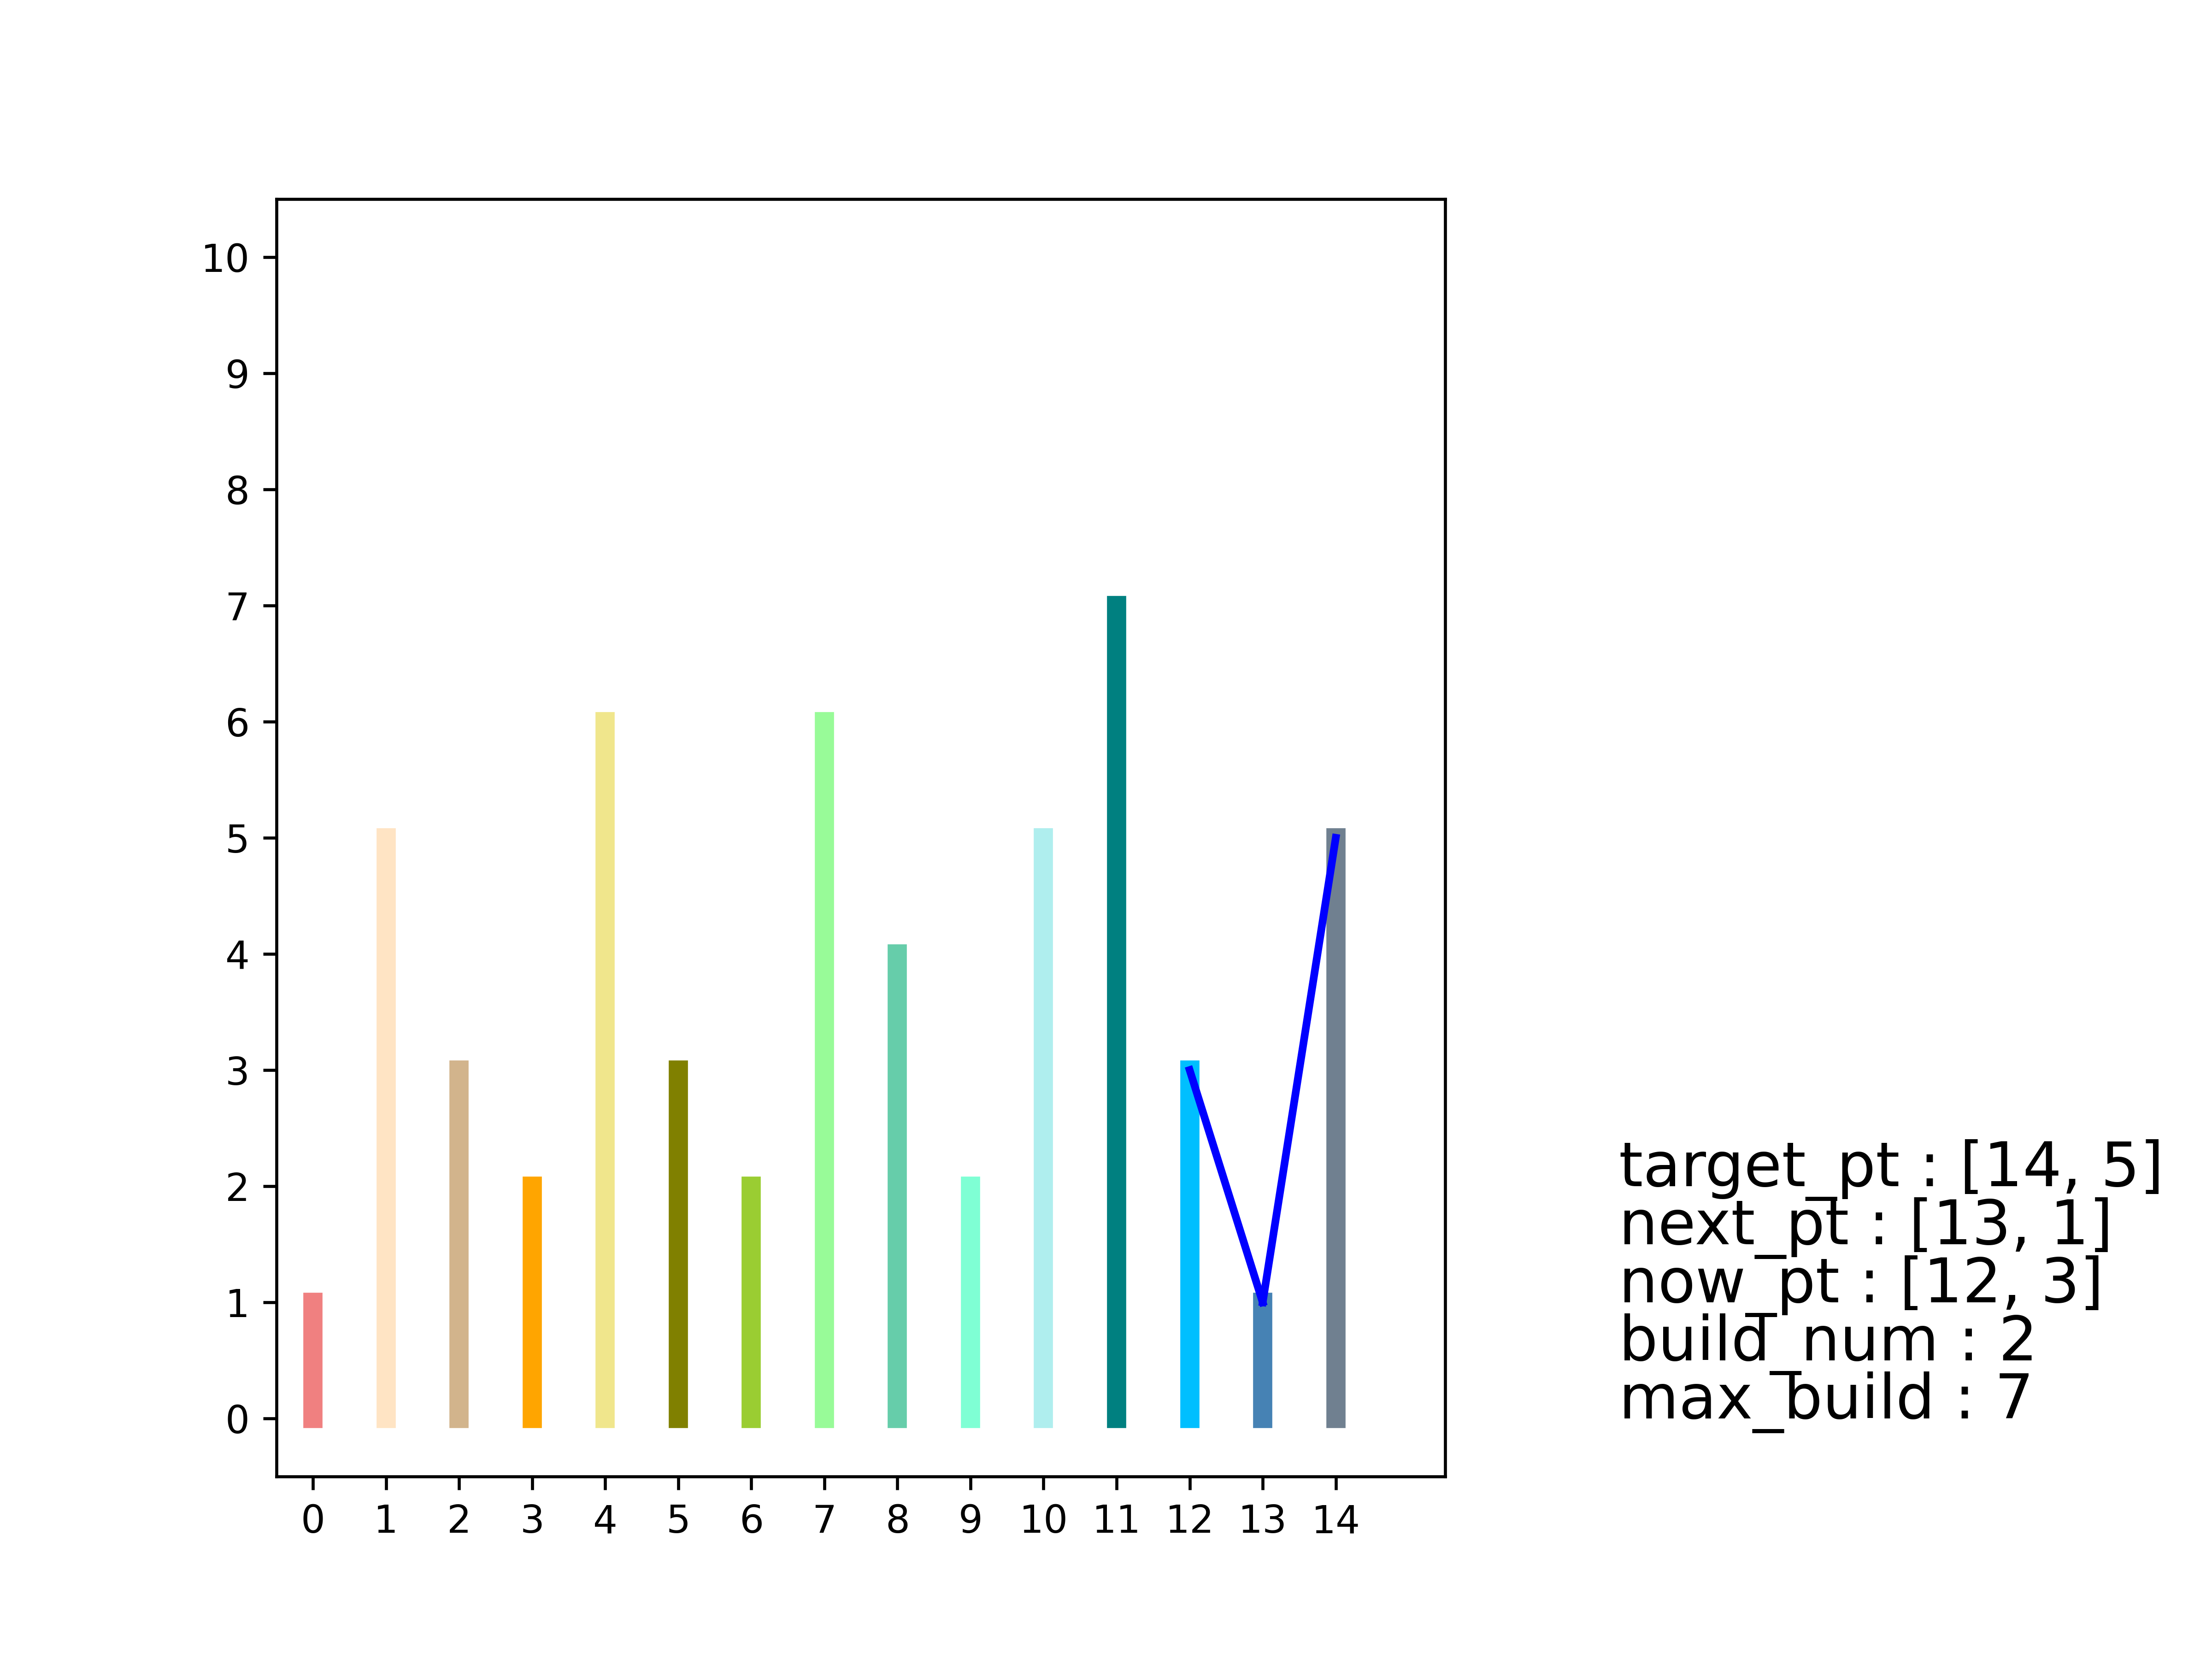 10
9
8
7
6
5
4
3
2
1
0
0 1 2 3 4 5 6 7 8 9 10 11 12 13 14
target_pt : [14, 5]
next_pt : [13, 1]
now_pt : [12, 3]
build_num : 2
max_build : 7